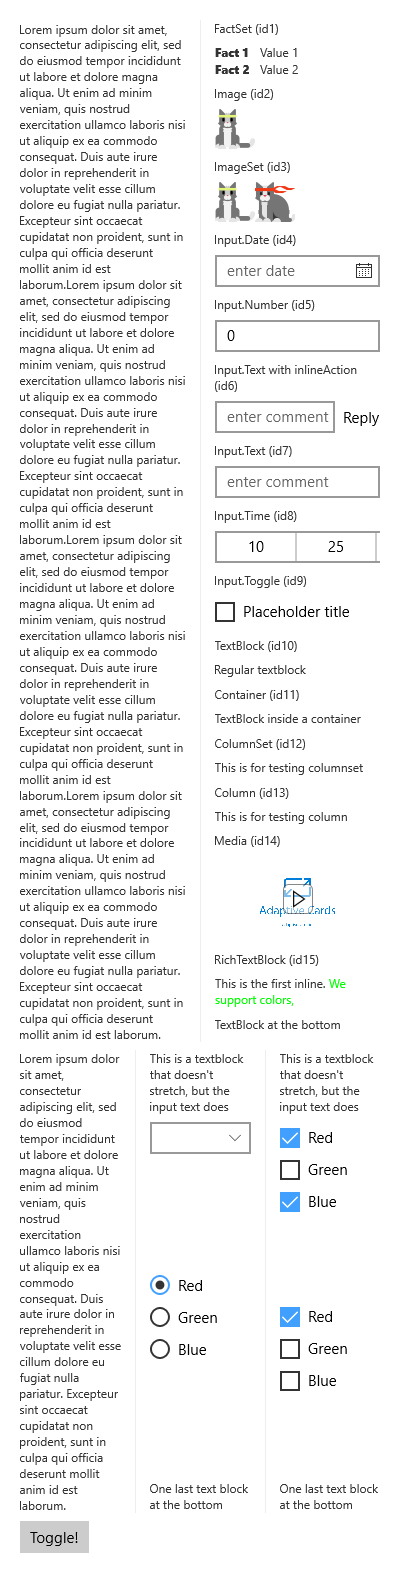 Lorem ipsum dolor sit amet,
consectetur adipiscing elit, sed
do eiusmod tempor incididunt
ut labore et dolore magna
aliqua. Ut enim ad minim
veniam, quis nostrud
exercitation ullamco laboris nisi
ut aliquip ex ea commodo
consequat. Duis aute irure
dolor in reprehenderit in
voluptate velit esse cillum
dolore eu fugiat nulla pariatur.
Excepteur sint occaecat
cupidatat non proident, sunt in
culpa qui officia deserunt
mollit anim id est
laborum.Lorem ipsum dolor sit
amet, consectetur adipiscing
elit, sed do eiusmod tempor
incididunt ut labore et dolore
magna aliqua. Ut enim ad
minim veniam, quis nostrud
exercitation ullamco laboris nisi
ut aliquip ex ea commodo
consequat. Duis aute irure
dolor in reprehenderit in
voluptate velit esse cillum
dolore eu fugiat nulla pariatur.
Excepteur sint occaecat
cupidatat non proident, sunt in
culpa qui officia deserunt
mollit anim id est
laborum.Lorem ipsum dolor sit
amet, consectetur adipiscing
elit, sed do eiusmod tempor
incididunt ut labore et dolore
magna aliqua. Ut enim ad
minim veniam, quis nostrud
exercitation ullamco laboris nisi
ut aliquip ex ea commodo
consequat. Duis aute irure
dolor in reprehenderit in
voluptate velit esse cillum
dolore eu fugiat nulla pariatur.
Excepteur sint occaecat
cupidatat non proident, sunt in
culpa qui officia deserunt
mollit anim id est
laborum.Lorem ipsum dolor sit
amet, consectetur adipiscing
elit, sed do eiusmod tempor
incididunt ut labore et dolore
magna aliqua. Ut enim ad
minim veniam, quis nostrud
exercitation ullamco laboris nisi
ut aliquip ex ea commodo
consequat. Duis aute irure
dolor in reprehenderit in
voluptate velit esse cillum
dolore eu fugiat nulla pariatur.
Excepteur sint occaecat
cupidatat non proident, sunt in
culpa qui officia deserunt
mollit anim id est laborum.
FactSet (id1)
Fact 1 Value 1
Fact 2 Value 2
Image (id2)
ImageSet (id3)
Input.Date (id4)
enter date
Input.Number (id5)
0
Input.Text with inlineAction
(id6)
enter comment Reply
Input.Text (id7)
enter comment
Input.Time (id8)
10 25
Input.Toggle (id9)
Placeholder title
TextBlock (id10)
Regular textblock
Container (id11)
TextBlock inside a container
ColumnSet (id12)
This is for testing columnset
Column (id13)
This is for testing column
Media (id14)
Adaptive Cards
RichTextBlock (id15)
This is the first inline. We
support colors,
TextBlock at the bottom
Lorem ipsum dolor
sit amet,
consectetur
adipiscing elit, sed
do eiusmod
tempor incididunt
ut labore et dolore
magna aliqua. Ut
enim ad minim
veniam, quis
nostrud
exercitation
ullamco laboris nisi
ut aliquip ex ea
commodo
consequat. Duis
aute irure dolor in
reprehenderit in
voluptate velit esse
cillum dolore eu
fugiat nulla
pariatur. Excepteur
sint occaecat
cupidatat non
proident, sunt in
culpa qui officia
deserunt mollit
anim id est
laborum.
This is a textblock
that doesn't
stretch, but the
input text does
Red
Green
Blue
One last text block
at the bottom
This is a textblock
that doesn't
stretch, but the
input text does
Red
Green
Blue
Red
Green
Blue
One last text block
at the bottom
Toggle!